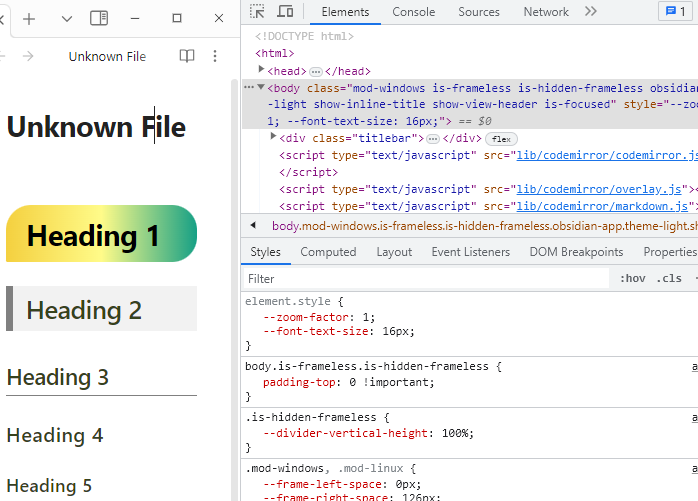 Unknown File
Unknown File
Heading 1
Heading 2
Heading 3
Heading 4
Heading 5
Elements Console Sources Network 1
<!DOCTYPE html>
<html>
<head> </head>
<body class="mod-windows is-frameless is-hidden-frameless obsidian
-light show-inline-title show-view-header is-focused" style="--zoo
1; --font-text-size: 16px;"> == $0
<div class="titlebar"> </div> flex
<script type="text/javascript" src="lib/codemirror/codemirror.js
</script>
<script type="text/javascript" src="lib/codemirror/overlay.js"><
<script type="text/javascript" src="lib/codemirror/markdown.js">
body.mod-windows.is-frameless.is-hidden-frameless.obsidian-app.theme-light.sh
Styles Computed Layout Event Listeners DOM Breakpoints Properties
Filter :hov .cls
element.style {
--zoom-factor: 1;
--font-text-size: 16px;
}
body.is-frameless.is-hidden-frameless {
padding-top: 0 !important;
}
.is-hidden-frameless {
--divider-vertical-height: 100%;
}
.mod-windows, .mod-linux {
--frame-left-space: 0px;
--frame-right-space: 126px;